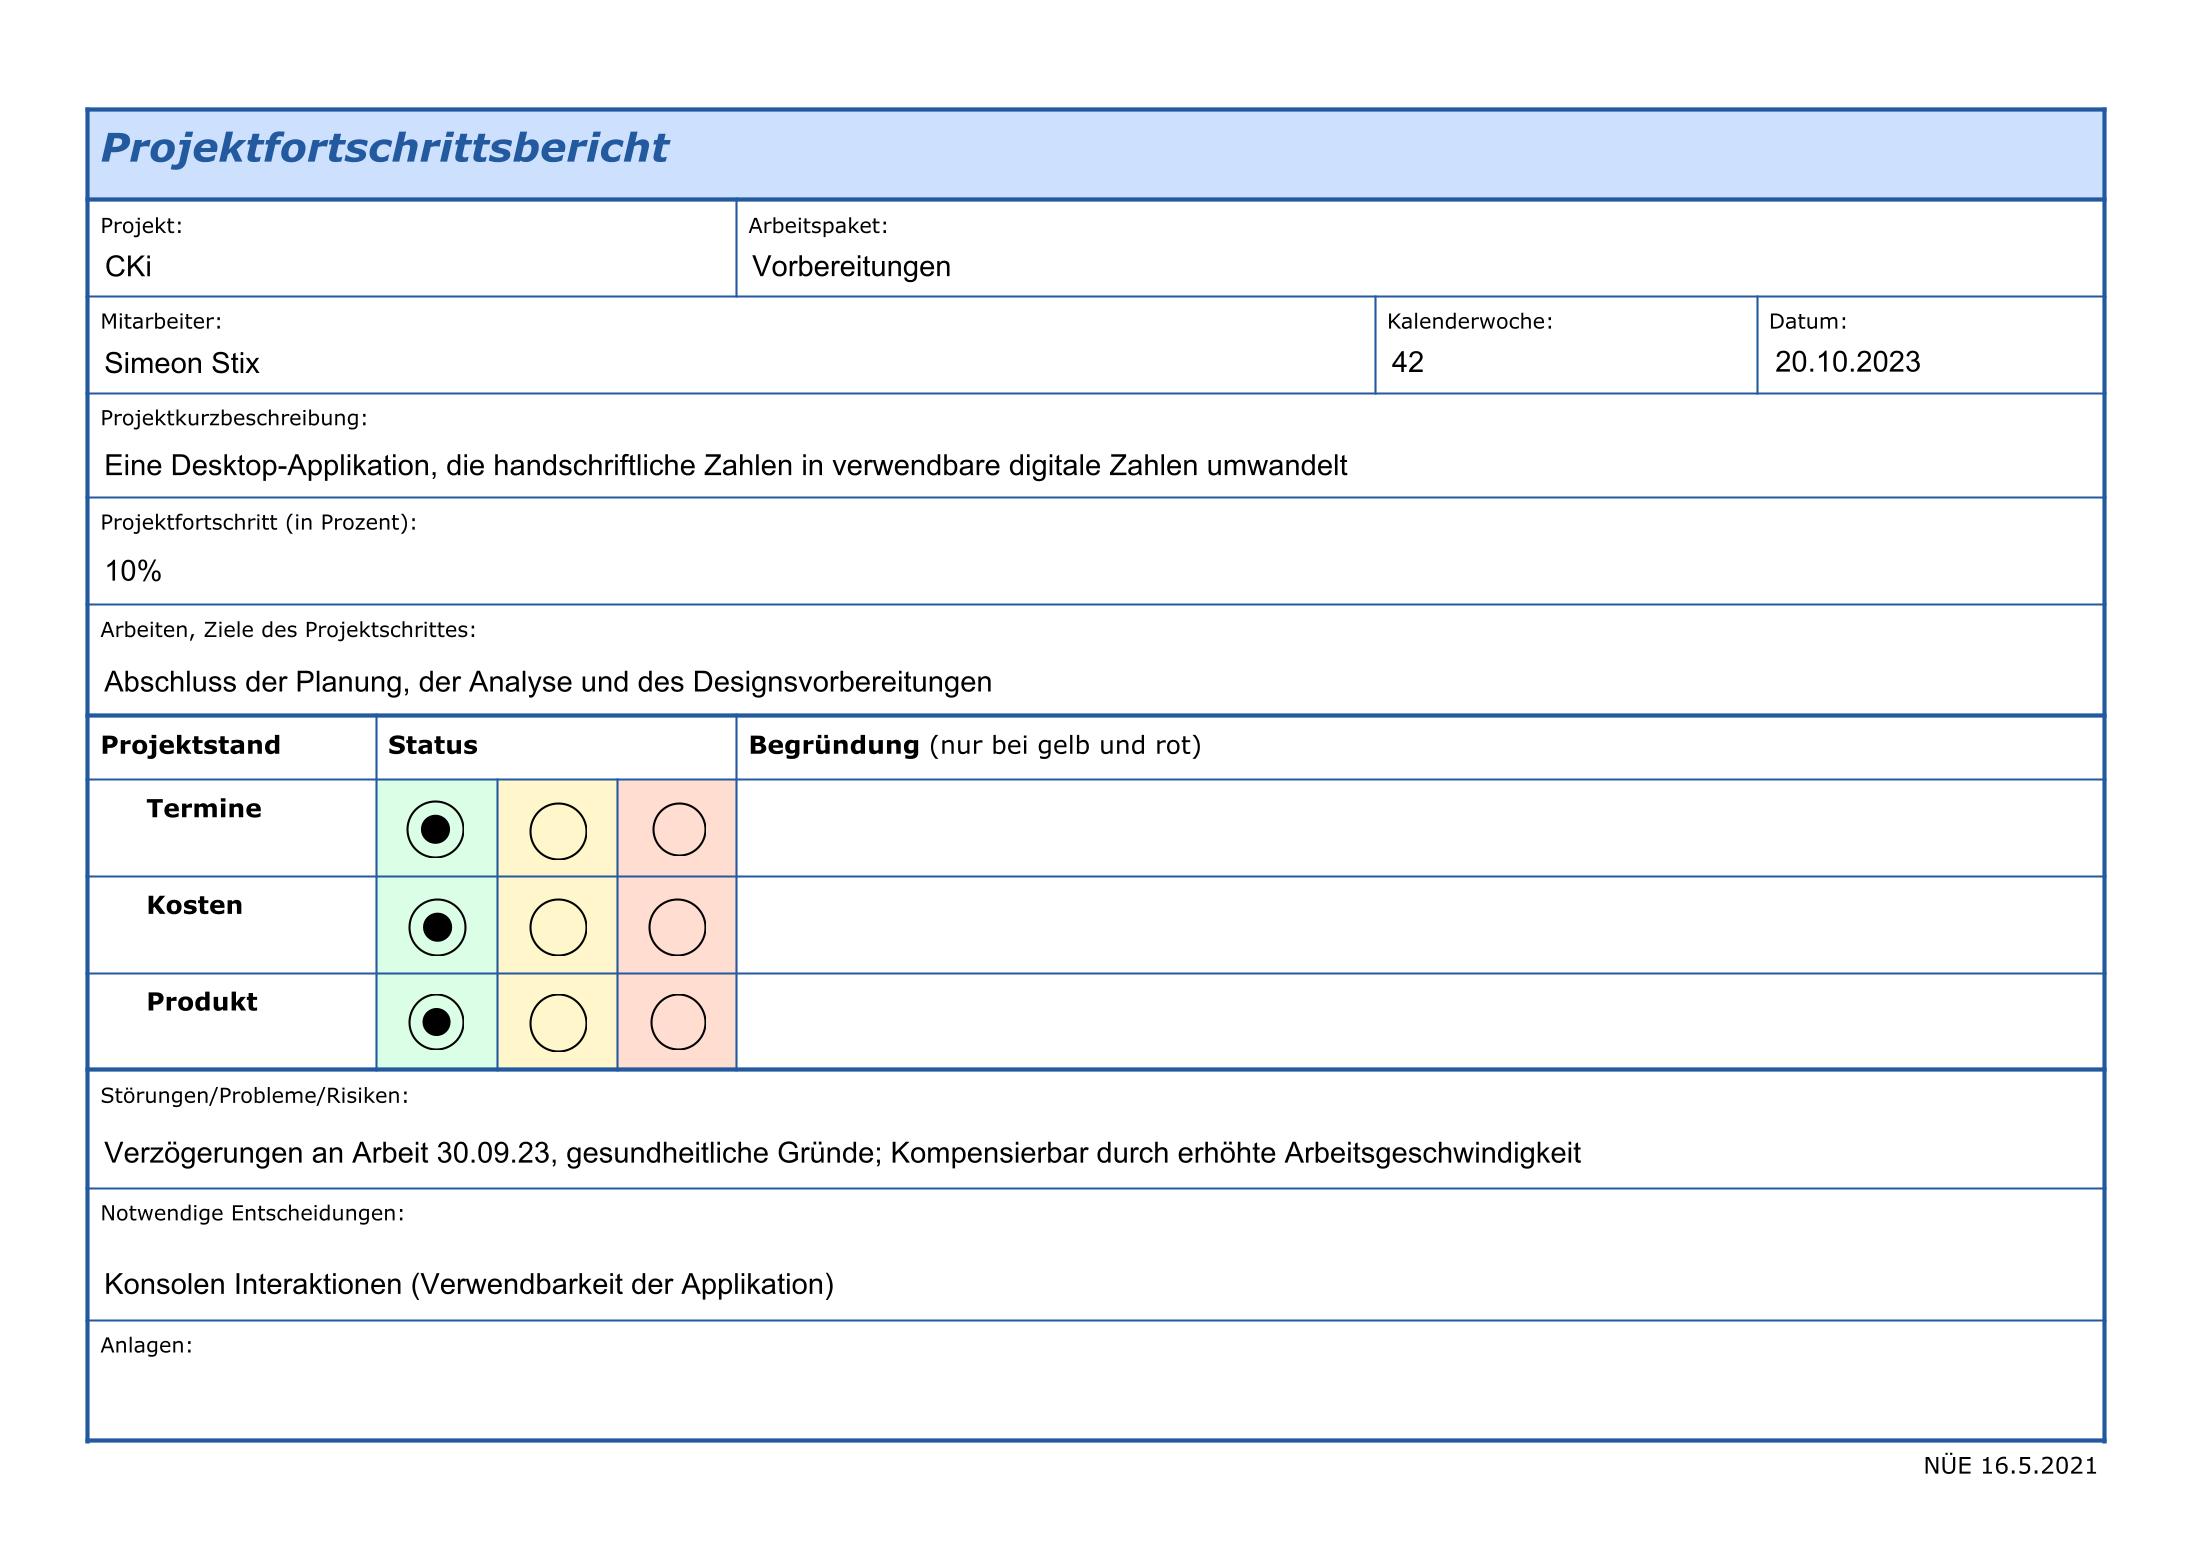 Projektfortschrittsbericht
Projekt:
CKi
Arbeitspaket:
Vorbereitungen
Mitarbeiter:
Simeon Stix
Kalenderwoche:
42
Datum:
20.10.2023
Projektkurzbeschreibung:
Eine Desktop-Applikation, die handschriftliche Zahlen in verwendbare digitale Zahlen umwandelt
Projektfortschritt (in Prozent):
10%
Arbeiten, Ziele des Projektschrittes:
Abschluss der Planung, der Analyse und des Designsvorbereitungen
Projektstand
Status
Begründung (nur bei gelb und rot)
Termine
Kosten
Produkt
Störungen/Probleme/Risiken:
Verzögerungen an Arbeit 30.09.23, gesundheitliche Gründe; Kompensierbar durch erhöhte Arbeitsgeschwindigkeit
Notwendige Entscheidungen:
Konsolen Interaktionen (Verwendbarkeit der Applikation)
Anlagen:
NÜE 16.5.2021